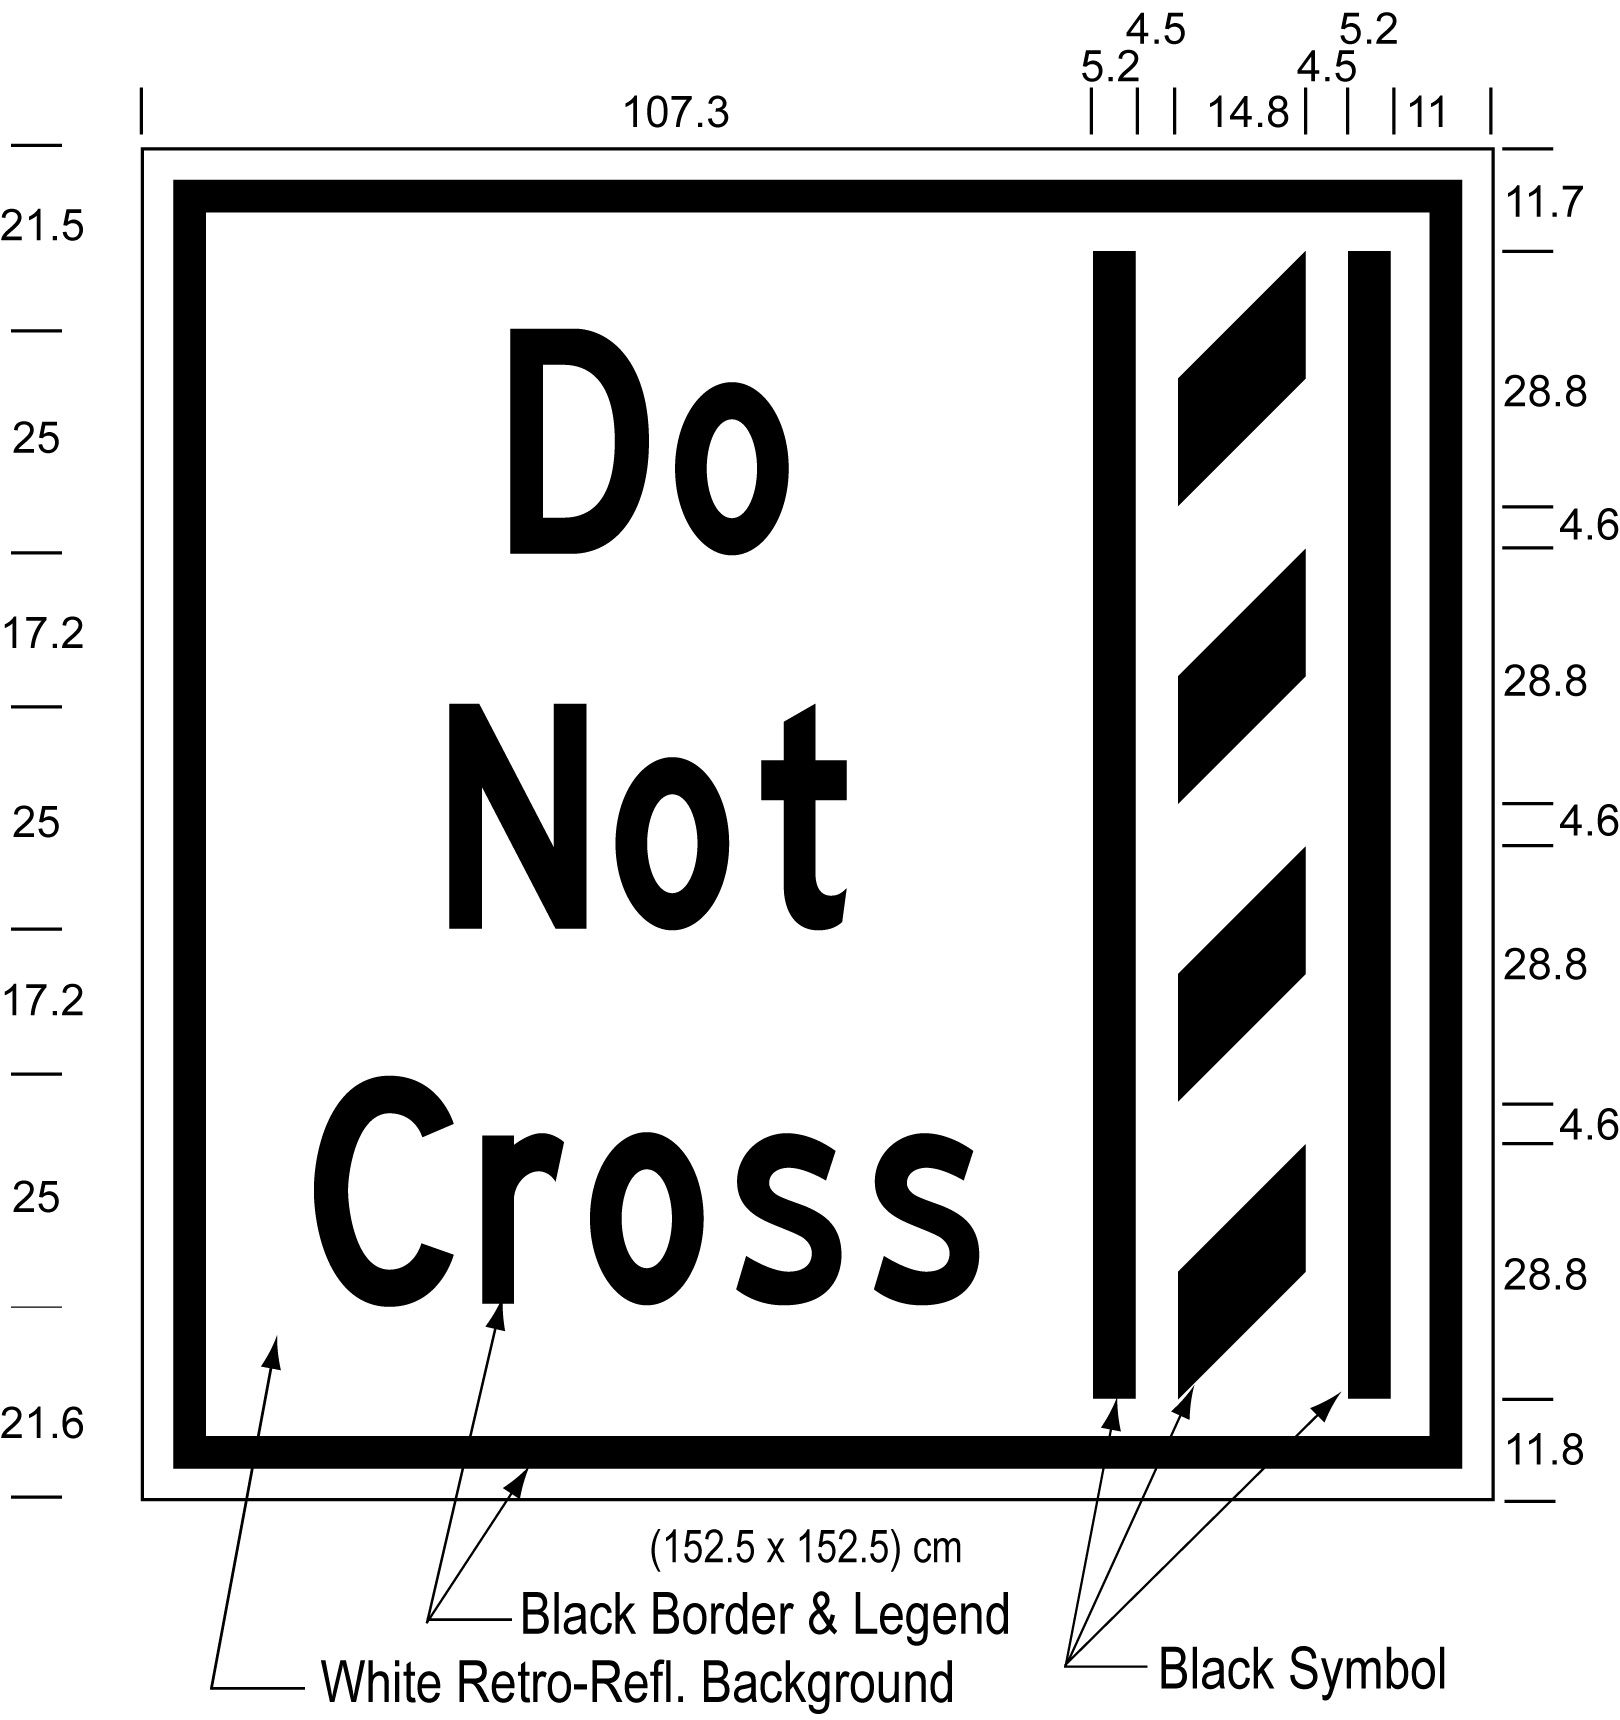 4.5 5.2
5.2 4.5
107.3 14.8 11
21.5
25
17.2
25
17.2
25
21.6
Do
Not
Cross
11.7
28.8
4.6
28.8
4.6
28.8
4.6
28.8
11.8
(152.5 x 152.5) cm
Black Border & Legend
White Retro-Refl. Background
Black Symbol